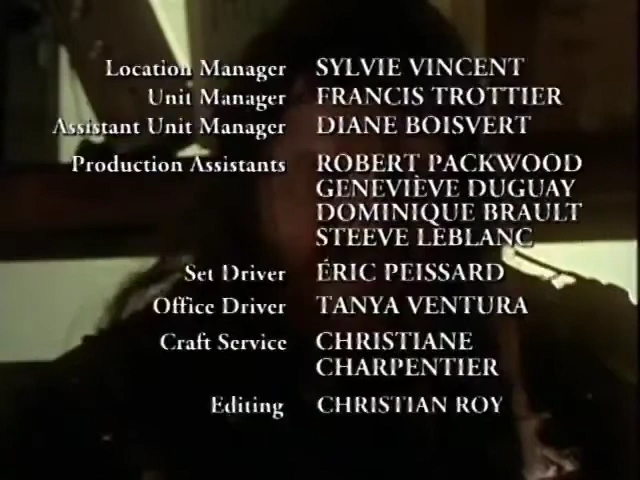 Location Manager SYLVIE VINCENT
Unit Manager FRANCIS TROTTIER
Assistant Unit Manager DIANE BOISVERT
Production Assistants ROBERT PACKWOOD
GENEVIÈVE DUGUAY
DOMINIQUE BRAULT
STEEVE LEBLANC
Set Driver ÉRIC PEISSARD
Office Driver TANYA VENTURA
Craft Service CHRISTIANE
CHARPENTIER
Editing CHRISTIAN ROY